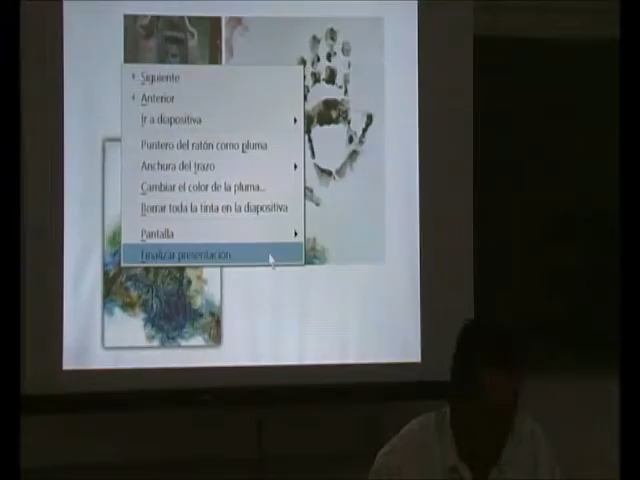 Siguiente
Anterior
Ir a diapositiva
Puntero del ratón como pluma
Anchura del trazo
Cambiar el color de la pluma...
Borrar toda la tinta en la diapositiva
Pantalla
Finalizar presentación